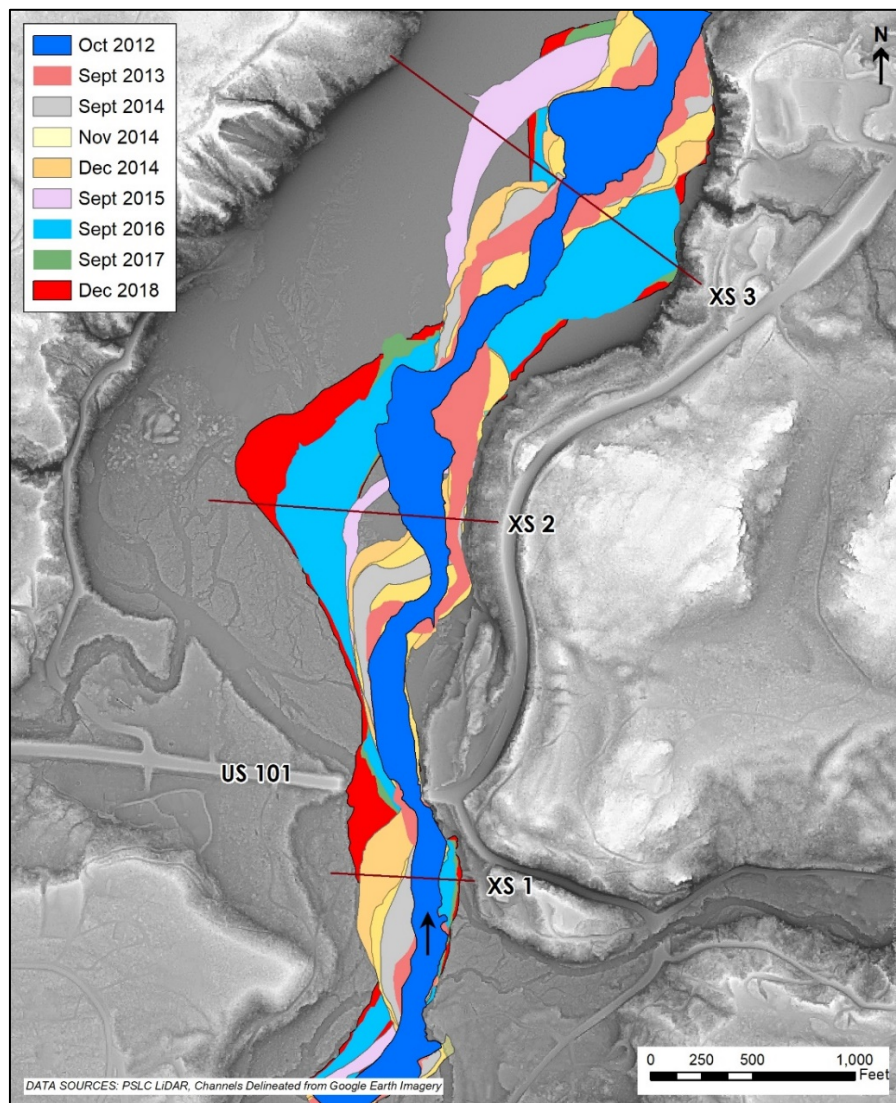 Oct 2012
Sept 2013
Sept 2014
Nov 2014
Dec 2014
Sept 2015
Sept 2016
Sept 2017
Dec 2018
N
XS 3
XS 2
US 101
XS 1
0 250 500 1,000
Feet
DATA SOURCES: PSLC LiDAR, Channels Delineated from Google Earth Imagery